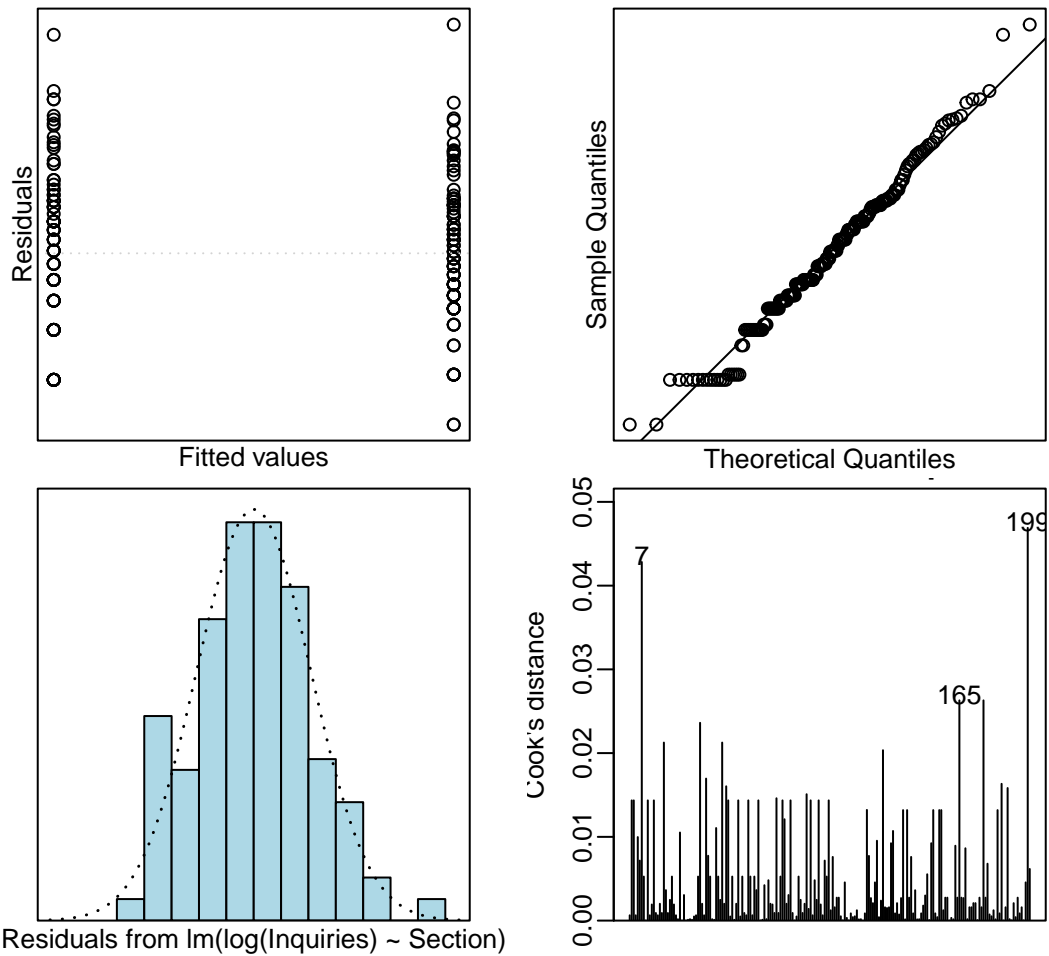 Residuals
Fitted values
Sample Quantiles
Theoretical Quantiles
Residuals from lm(log(Inquiries) ~ Section)
Cook's distance
0.05
0.04
0.03
0.02
0.01
0.00
7
165
199